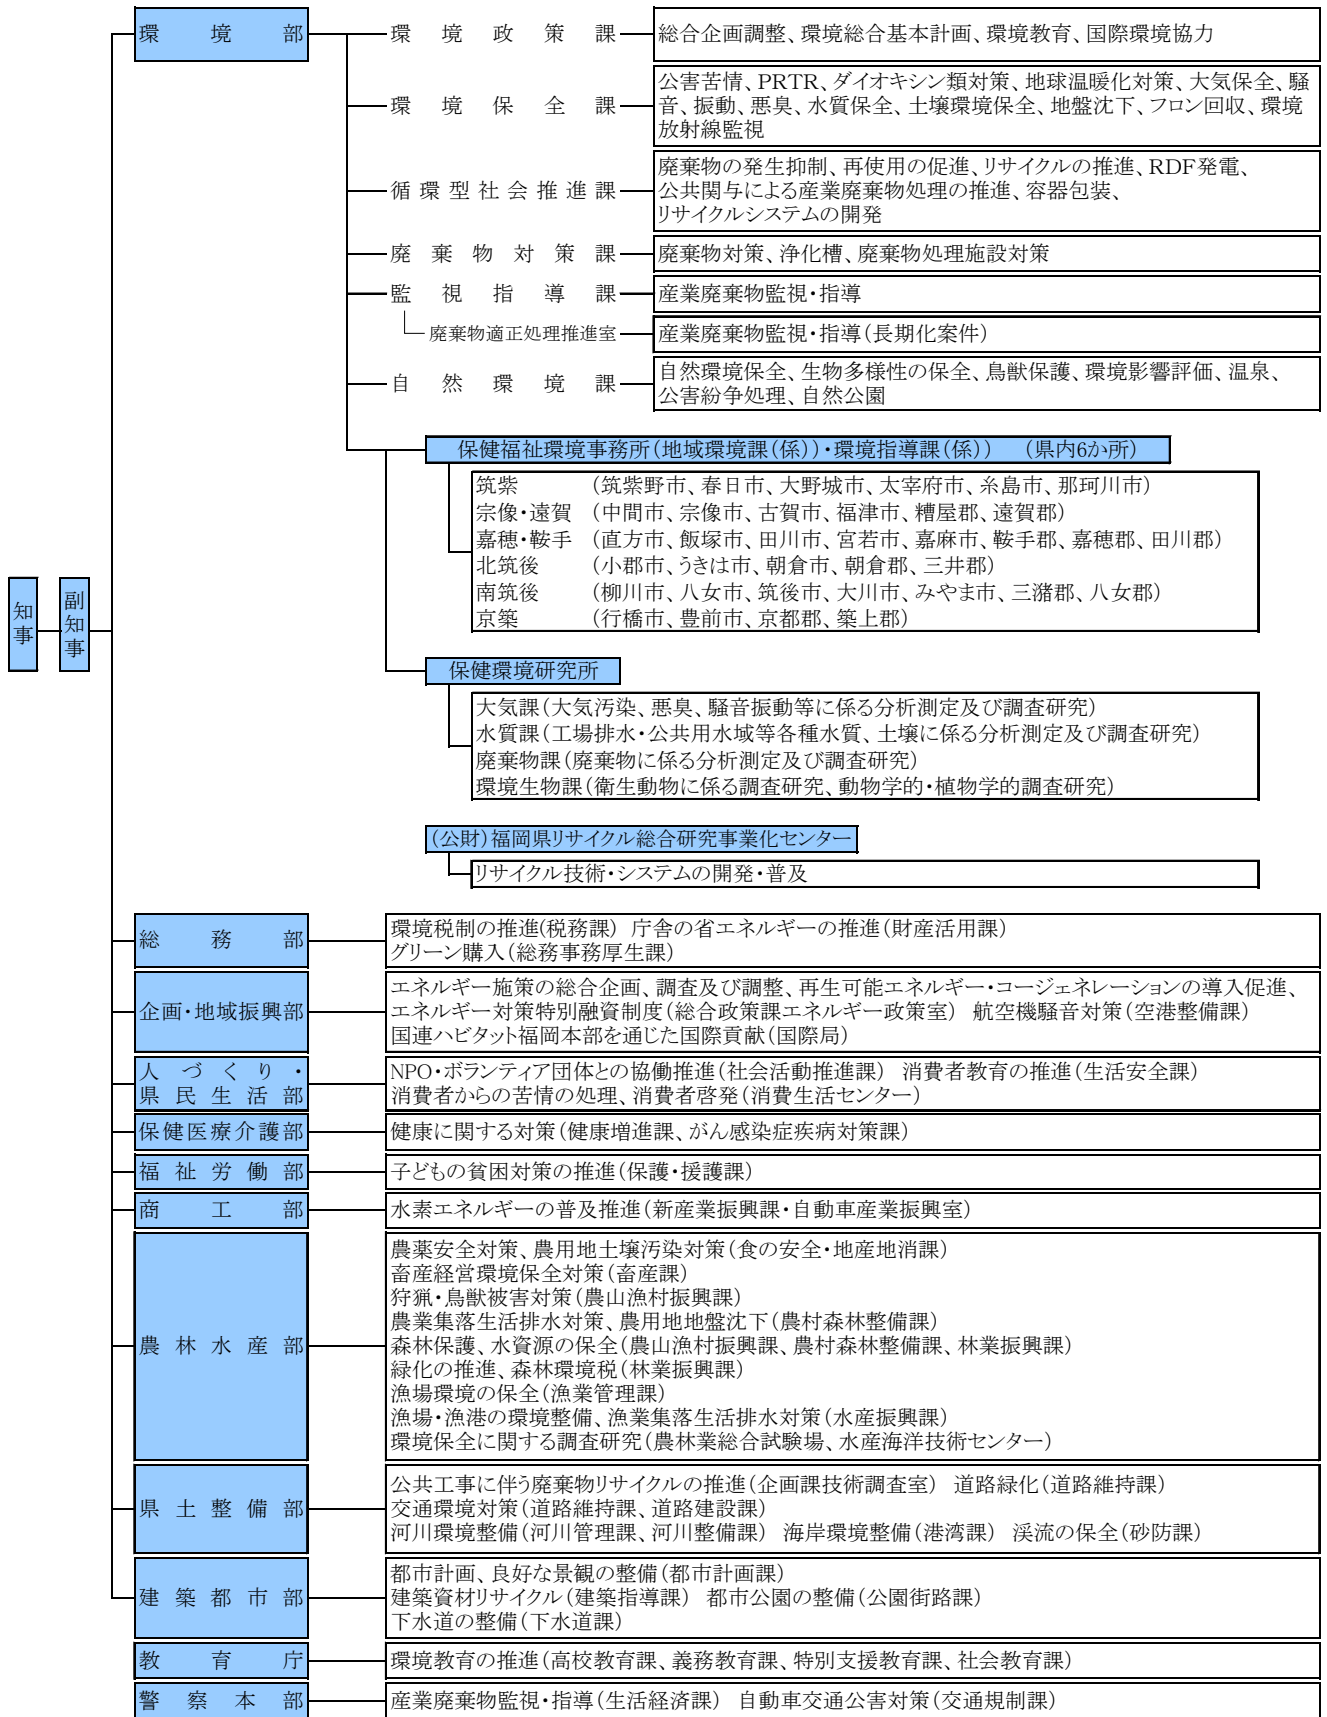 環境部
環境政策課
総合企画調整、環境総合基本計画、環境教育、国際環境協力
環境保全課
公害苦情、PRTR、ダイオキシン類対策、地球温暖化対策、大気保全、騒
音、振動、悪臭、水質保全、土壌環境保全、地盤沈下、フロン回収、環境
放射線監視
循環型社会推進課
廃棄物の発生抑制、再使用の促進、リサイクルの推進、RDF発電、
公共関与による産業廃棄物処理の推進、容器包装、
リサイクルシステムの開発
廃棄物対策課
廃棄物対策、浄化槽、廃棄物処理施設対策
監視指導課
産業廃棄物監視・指導
廃棄物適正処理推進室
産業廃棄物監視・指導(長期化案件)
自然環境課
自然環境保全、生物多様性の保全、鳥獣保護、環境影響評価、温泉、
公害紛争処理、自然公園
保健福祉環境事務所(地域環境課(係))・環境指導課(係)) (県内6か所)
筑紫 (筑紫野市、春日市、大野城市、太宰府市、糸島市、那珂川市)
宗像・遠賀 (中間市、宗像市、古賀市、福津市、糟屋郡、遠賀郡)
嘉穂・鞍手 (直方市、飯塚市、田川市、宮若市、嘉麻市、鞍手郡、嘉穂郡、田川郡)
北筑後 (小郡市、うきは市、朝倉市、朝倉郡、三井郡)
南筑後 (柳川市、八女市、筑後市、大川市、みやま市、三潴郡、八女郡)
京築 (行橋市、豊前市、京都郡、築上郡)
知事
副知事
保健環境研究所
大気課(大気汚染、悪臭、騒音振動等に係る分析測定及び調査研究)
水質課(工場排水・公共用水域等各種水質、土壌に係る分析測定及び調査研究)
廃棄物課(廃棄物に係る分析測定及び調査研究)
環境生物課(衛生動物に係る調査研究、動物学的・植物学的調査研究)
(公財)福岡県リサイクル総合研究事業化センター
リサイクル技術・システムの開発・普及
総務部
環境税制の推進(税務課) 庁舎の省エネルギーの推進(財産活用課)
グリーン購入(総務事務厚生課)
企画・地域振興部
エネルギー施策の総合企画、調査及び調整、再生可能エネルギー・コージェネレーションの導入促進、
エネルギー対策特別融資制度(総合政策課エネルギー政策室) 航空機騒音対策(空港整備課)
国連ハビタット福岡本部を通じた国際貢献(国際局)
人づくり・
県民生活部
NPO・ボランティア団体との協働推進(社会活動推進課) 消費者教育の推進(生活安全課)
消費者からの苦情の処理、消費者啓発(消費生活センター)
保健医療介護部
健康に関する対策(健康増進課、がん感染症疾病対策課)
福祉労働部
子どもの貧困対策の推進(保護・援護課)
商工部
水素エネルギーの普及推進(新産業振興課・自動車産業振興室)
農林水産部
農薬安全対策、農用地土壌汚染対策(食の安全・地産地消課)
畜産経営環境保全対策(畜産課)
狩猟・鳥獣被害対策(農山漁村振興課)
農業集落生活排水対策、農用地地盤沈下(農村森林整備課)
森林保護、水資源の保全(農山漁村振興課、農村森林整備課、林業振興課)
緑化の推進、森林環境税(林業振興課)
漁場環境の保全(漁業管理課)
漁場・漁港の環境整備、漁業集落生活排水対策(水産振興課)
環境保全に関する調査研究(農林業総合試験場、水産海洋技術センター)
県土整備部
公共工事に伴う廃棄物リサイクルの推進(企画課技術調査室) 道路緑化(道路維持課)
交通環境対策(道路維持課、道路建設課)
河川環境整備(河川管理課、河川整備課) 海岸環境整備(港湾課) 渓流の保全(砂防課)
建築都市部
都市計画、良好な景観の整備(都市計画課)
建築資材リサイクル(建築指導課) 都市公園の整備(公園街路課)
下水道の整備(下水道課)
教育庁
環境教育の推進(高校教育課、義務教育課、特別支援教育課、社会教育課)
警察本部
産業廃棄物監視・指導(生活経済課) 自動車交通公害対策(交通規制課)